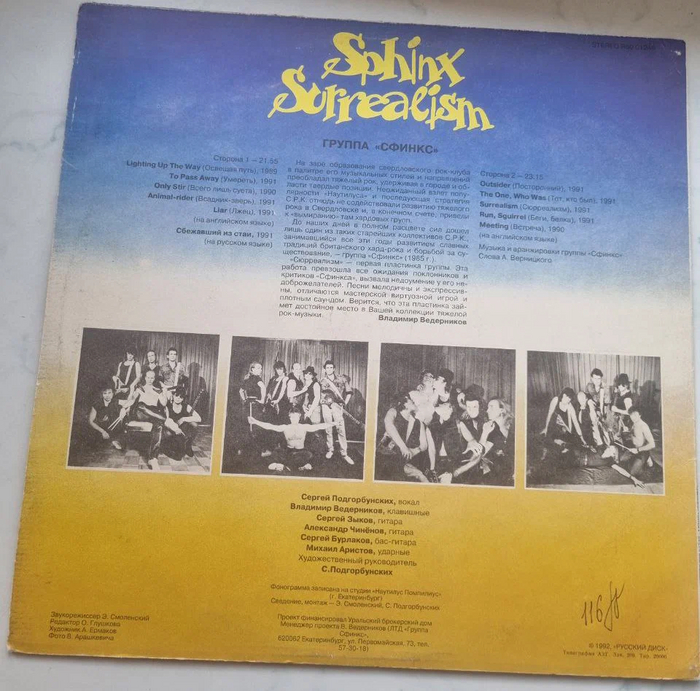 Sphinx
Surrealism
ГРУППА «СФИНКС»
Сторона 1 — 21.55
Lighting Up The Way (Освещая путь), 1989
To Pass Away (Умереть), 1991
Only Stir (Всего лишь суета), 1990
Animal-rider (Всадник-зверь), 1991
Liar (Лжец), 1991
(на английском языке)
Сбежавший из стаи, 1991
(на русском языке)
На заре образования свердловского рок-клуба
в палитре его музыкальных стилей и направлений
преобладал тяжелый рок, удерживая в городе и об-
ласти твердые позиции. Неожиданный взлет попу-
лярности «Наутилуса» и последующая стратегия
С.Р.К. отнюдь не содействовали развитию тяжелого
рока в Свердловске и, в конечном счете, привели
к «вымиранию» там хардовых групп.
До наших дней в полном расцвете сил дошел
лишь один из таких старейших коллективов С.Р.К.,
занимавшийся все эти годы развитием славных
традиций британского хард-рока и борьбой за су-
ществование, — группа «Сфинкс» (1985 г.).
«Сюрреализм» — первая пластинка группы. Эта
работа превзошла все ожидания поклонников и
критиков «Сфинкса», вызвала недоумение у его не-
доброжелателей. Песни мелодичны и экспрессив-
ны, отличаются мастерской виртуозной игрой и
плотным саундом. Верится, что эта пластинка зай-
мет достойное место в Вашей коллекции тяжелой
рок-музыки.
Владимир Ведерников
Сторона 2 — 23.15
Outsider (Посторонний), 1991
The One, Who Was (Тот, кто был), 1991
Surrealism (Сюрреализм), 1991
Run, Squirrel (Беги, белка), 1991
Meeting (Встреча), 1990
(на английском языке)
Музыка и аранжировки группы «Сфинкс»
Слова А. Верницкого
Сергей Подгорбунских, вокал
Владимир Ведерников, клавишные
Сергей Зыков, гитара
Александр Чинёнов, гитара
Сергей Бурлаков, бас-гитара
Михаил Аристов, ударные
Художественный руководитель
С.Подгорбунских
Фонограмма записана на студии «Наутилус Помпилиус»
(г. Екатеринбург)
Сведение, монтаж — Э. Смоленский, С. Подгорбунских
Проект финансировал Уральский брокерский дом
Менеджер проекта В. Ведерников (ЛТД «Группа
Сфинкс»,
620062 Екатеринбург, ул. Первомайская, 73, тел.
57-30-18)
Звукорежиссер Э. Смоленский
Редактор О. Глушкова
Художник А. Ермаков
Фото В. Арашкевича
© 1992, «РУССКИЙ ДИСК»